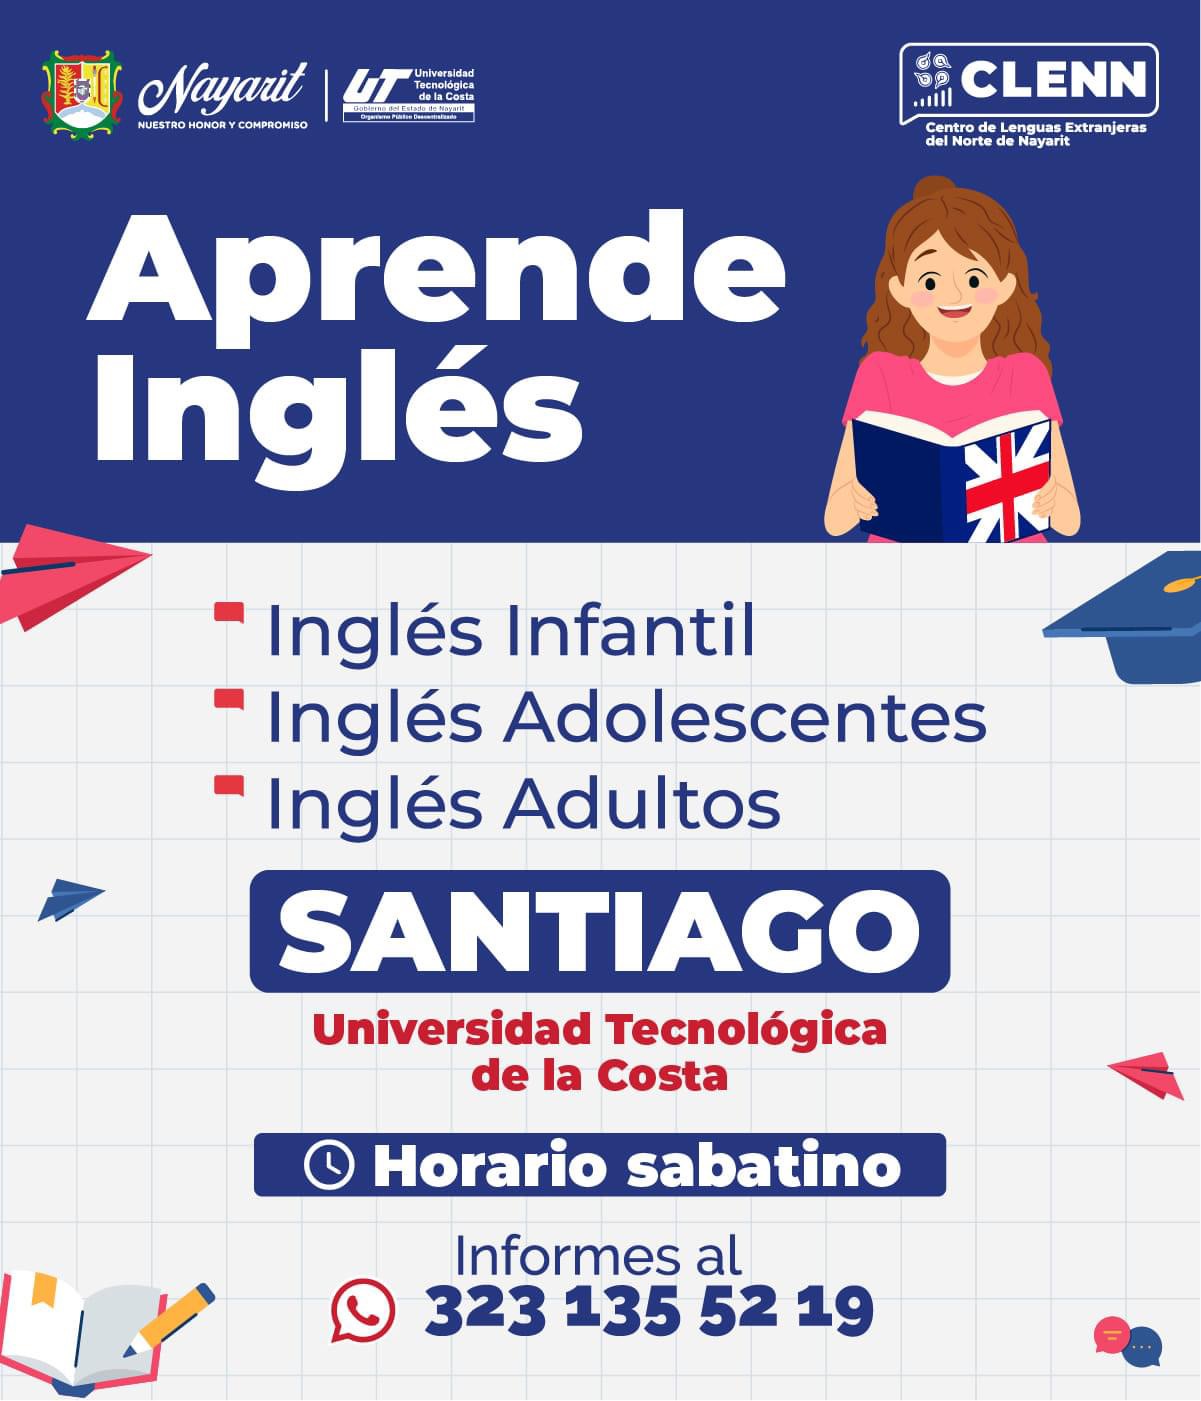 Nayarit
NUESTRO HONOR Y COMPROMISO
UT
Universidad
Tecnológica
de la Costa
Gobierno del Estado de Nayarit
Organismo Público Descentralizado
CLENN
Centro de Lenguas Extranjeras
del Norte de Nayarit
Aprende
Inglés
Inglés Infantil
Inglés Adolescentes
Inglés Adultos
SANTIAGO
Universidad Tecnológica
de la Costa
Horario sabatino
Informes al
323 135 52 19